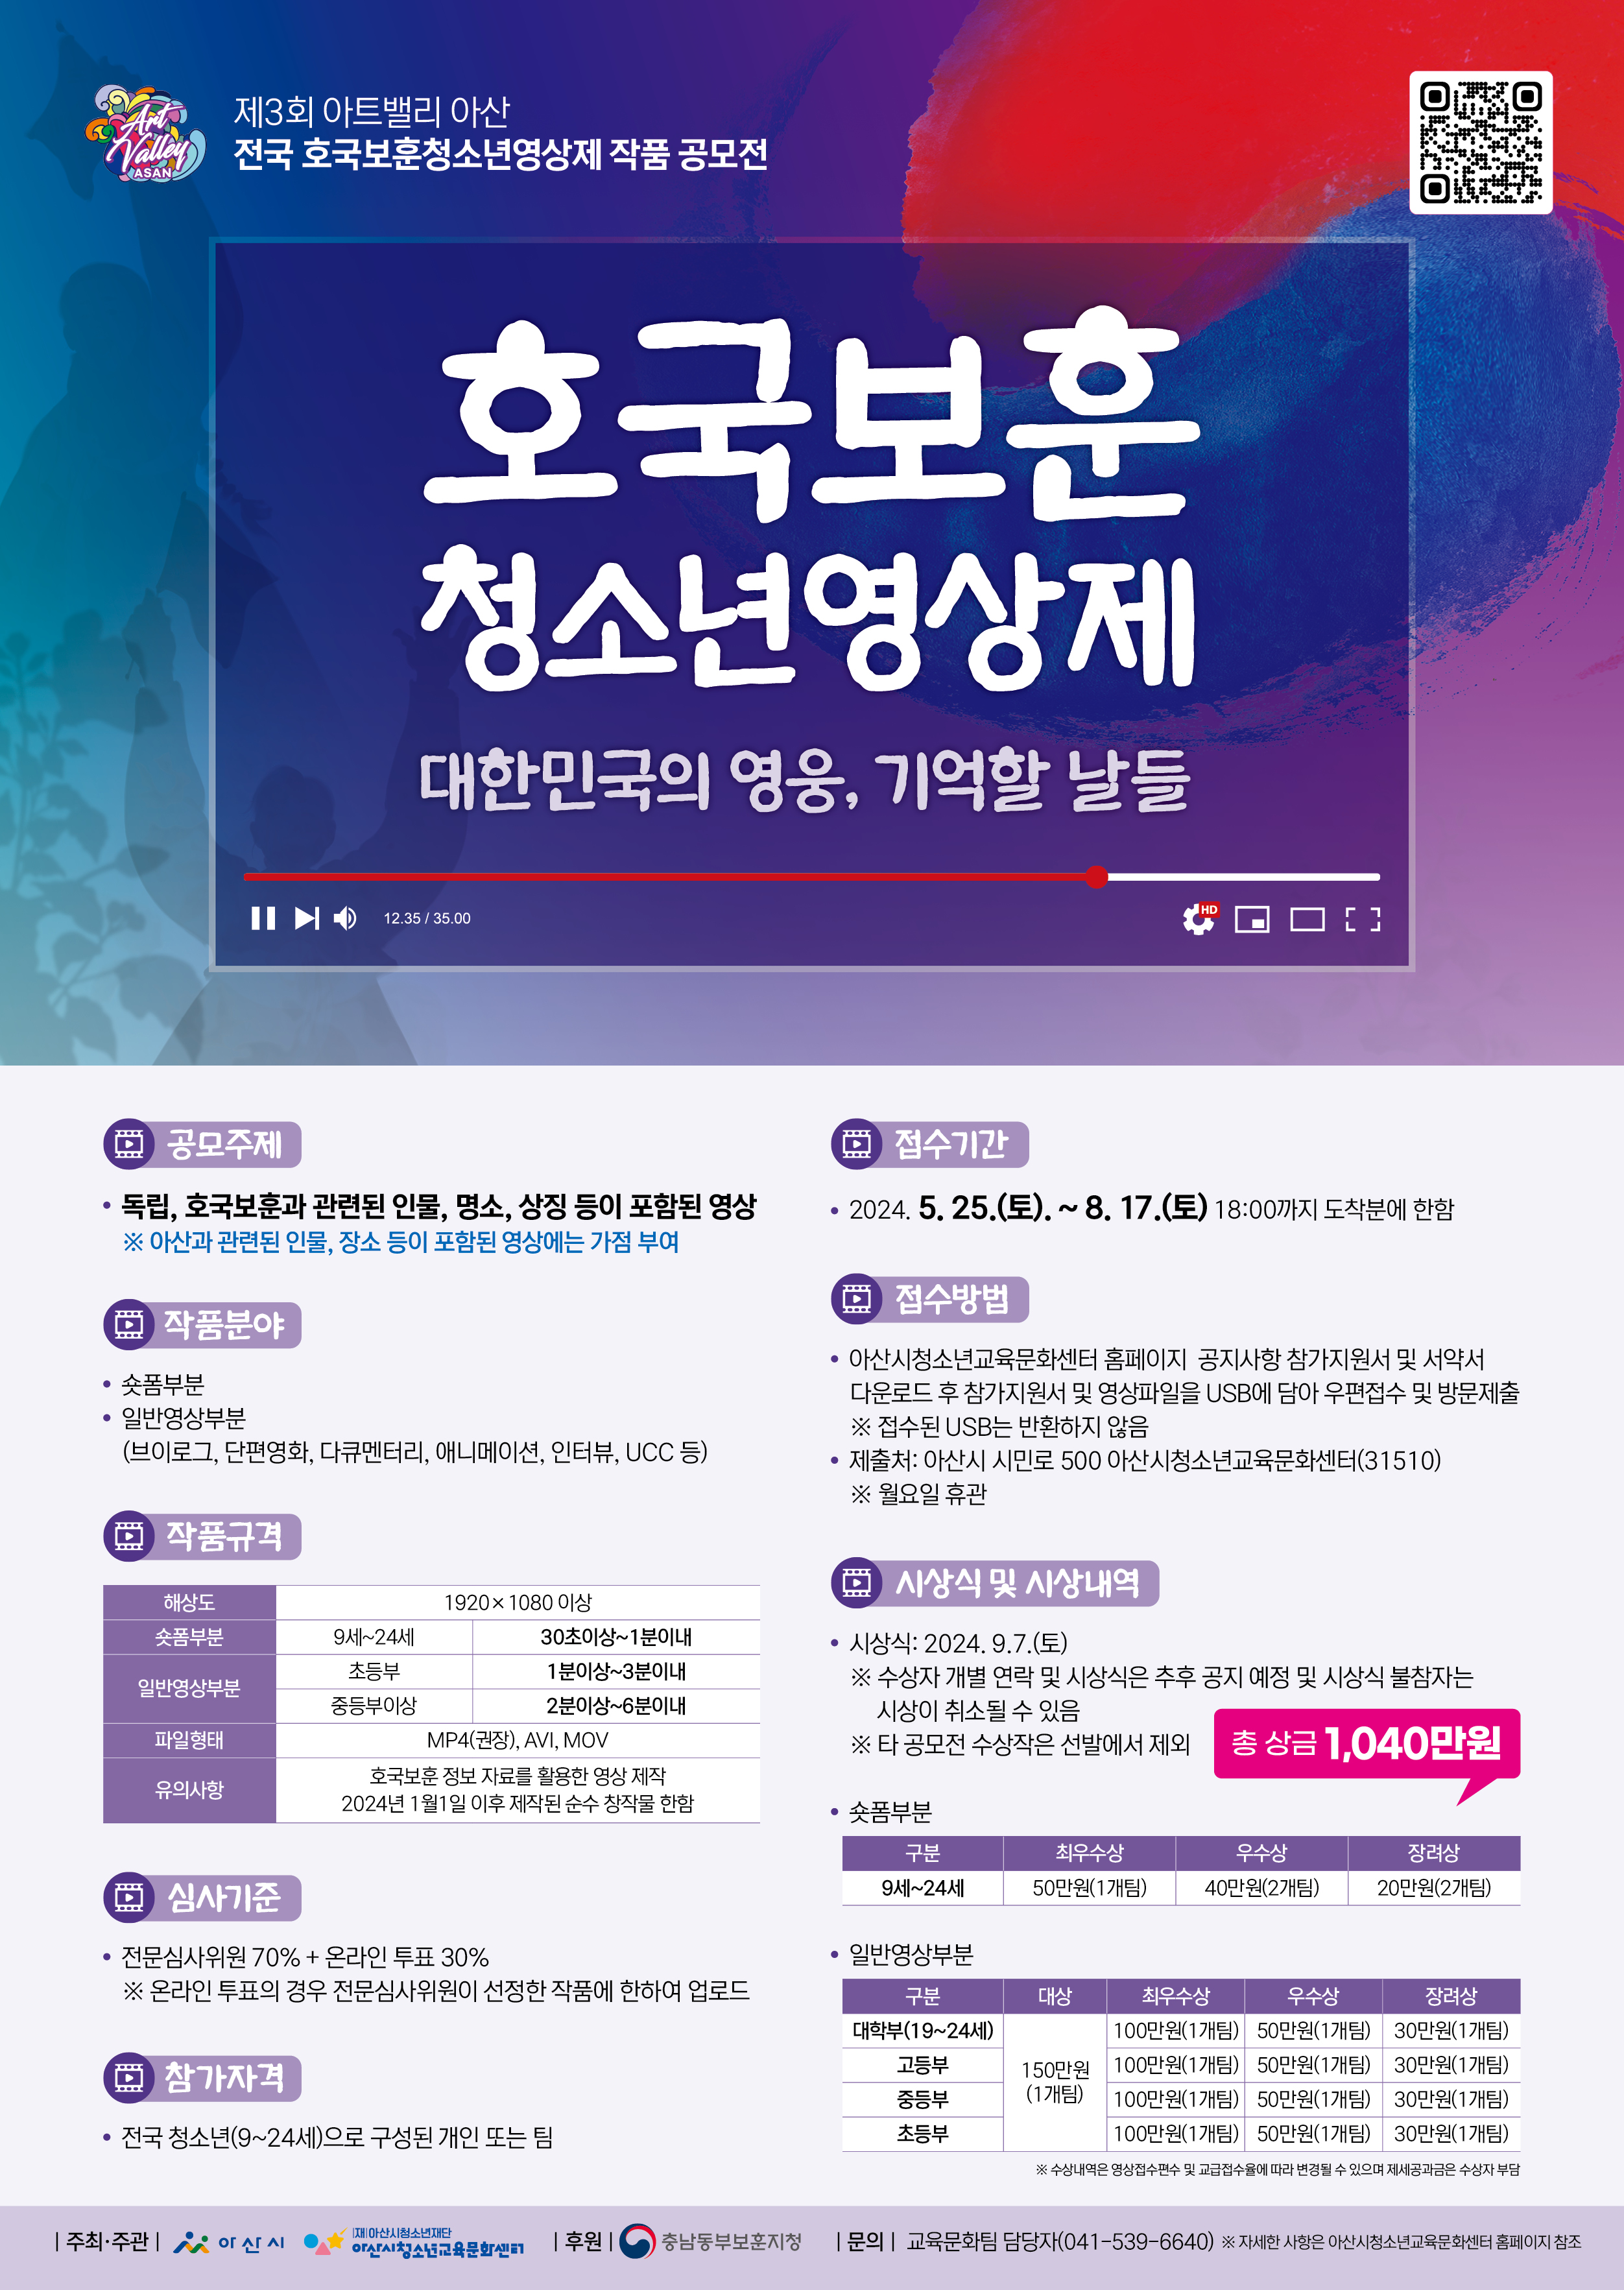 Art Valley ASAN
제3회 아트밸리 아산
전국 호국보훈청소년영상제 작품 공모전
호국보훈
청소년영상제
대한민국의 영웅, 기억할 날들
12.35 / 35.00
HD
공모주제
• 독립, 호국보훈과 관련된 인물, 명소, 상징 등이 포함된 영상
※ 아산과 관련된 인물, 장소 등이 포함된 영상에는 가점 부여
작품분야
• 숏폼부분
• 일반영상부분
(브이로그, 단편영화, 다큐멘터리, 애니메이션, 인터뷰, UCC 등)
작품규격
해상도 1920×1080 이상
숏폼부분 9세~24세 30초이상~1분이내
일반영상부분 초등부 1분이상~3분이내
중등부이상 2분이상~6분이내
파일형태 MP4(권장), AVI, MOV
유의사항 호국보훈 정보 자료를 활용한 영상 제작
2024년 1월1일 이후 제작된 순수 창작물 한함
심사기준
• 전문심사위원 70% + 온라인 투표 30%
※ 온라인 투표의 경우 전문심사위원이 선정한 작품에 한하여 업로드
참가자격
• 전국 청소년(9~24세)으로 구성된 개인 또는 팀
접수기간
• 2024. 5. 25.(토). ~ 8. 17.(토) 18:00까지 도착분에 한함
접수방법
• 아산시청소년교육문화센터 홈페이지 공지사항 참가지원서 및 서약서
다운로드 후 참가지원서 및 영상파일을 USB에 담아 우편접수 및 방문제출
※ 접수된 USB는 반환하지 않음
• 제출처: 아산시 시민로 500 아산시청소년교육문화센터(31510)
※ 월요일 휴관
시상식 및 시상내역
• 시상식: 2024. 9.7.(토)
※ 수상자 개별 연락 및 시상식은 추후 공지 예정 및 시상식 불참자는
시상이 취소될 수 있음
※ 타 공모전 수상작은 선발에서 제외
총 상금 1,040만원
• 숏폼부분
구분 최우수상 우수상 장려상
9세~24세 50만원(1개팀) 40만원(2개팀) 20만원(2개팀)
• 일반영상부분
구분 대상 최우수상 우수상 장려상
대학부(19~24세) 150만원(1개팀) 100만원(1개팀) 50만원(1개팀) 30만원(1개팀)
고등부 100만원(1개팀) 50만원(1개팀) 30만원(1개팀)
중등부 100만원(1개팀) 50만원(1개팀) 30만원(1개팀)
초등부 100만원(1개팀) 50만원(1개팀) 30만원(1개팀)
※ 수상내역은 영상접수편수 및 교급접수율에 따라 변경될 수 있으며 제세공과금은 수상자 부담
| 주최·주관 | 아산시 (재)아산시청소년재단 아산시청소년교육문화센터 | 후원 | 충남동부보훈지청 | 문의 | 교육문화팀 담당자(041-539-6640) ※ 자세한 사항은 아산시청소년교육문화센터 홈페이지 참조